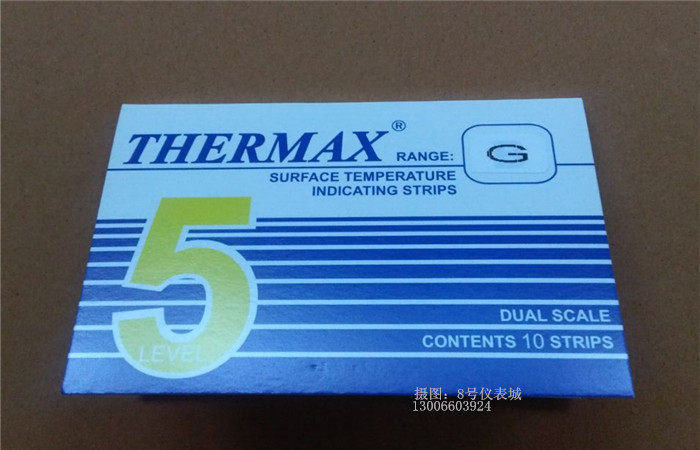 THERMAX®
RANGE: G
SURFACE TEMPERATURE
INDICATING STRIPS
5
LEVEL
DUAL SCALE
CONTENTS 10 STRIPS
摄图：8号仪表城
13006603924